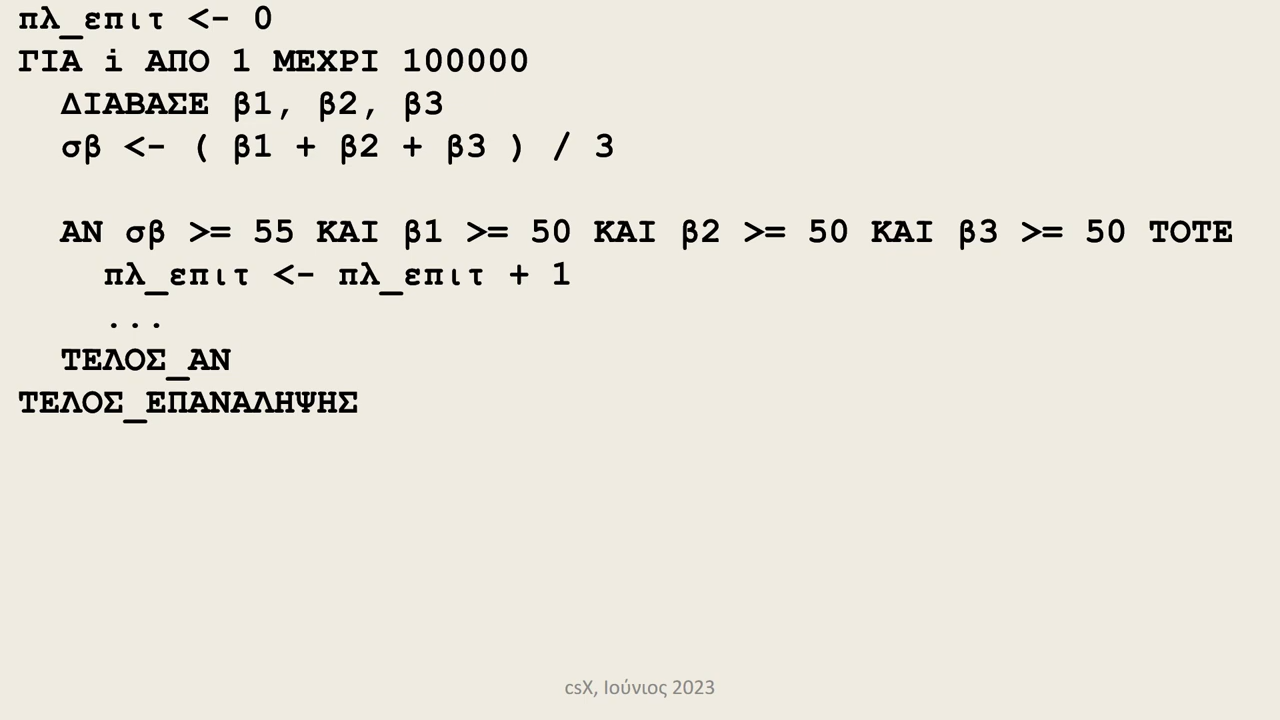 πλ_επιτ <- 0
ΓΙΑ i ΑΠΟ 1 ΜΕΧΡΙ 100000
ΔΙΑΒΑΣΕ β1, β2, β3
σβ <- ( β1 + β2 + β3 ) / 3
ΑΝ σβ >= 55 ΚΑΙ β1 >= 50 ΚΑΙ β2 >= 50 ΚΑΙ β3 >= 50 ΤΟΤΕ
πλ_επιτ <- πλ_επιτ + 1
...
ΤΕΛΟΣ_ΑΝ
ΤΕΛΟΣ_ΕΠΑΝΑΛΗΨΗΣ
csX, Ιούνιος 2023